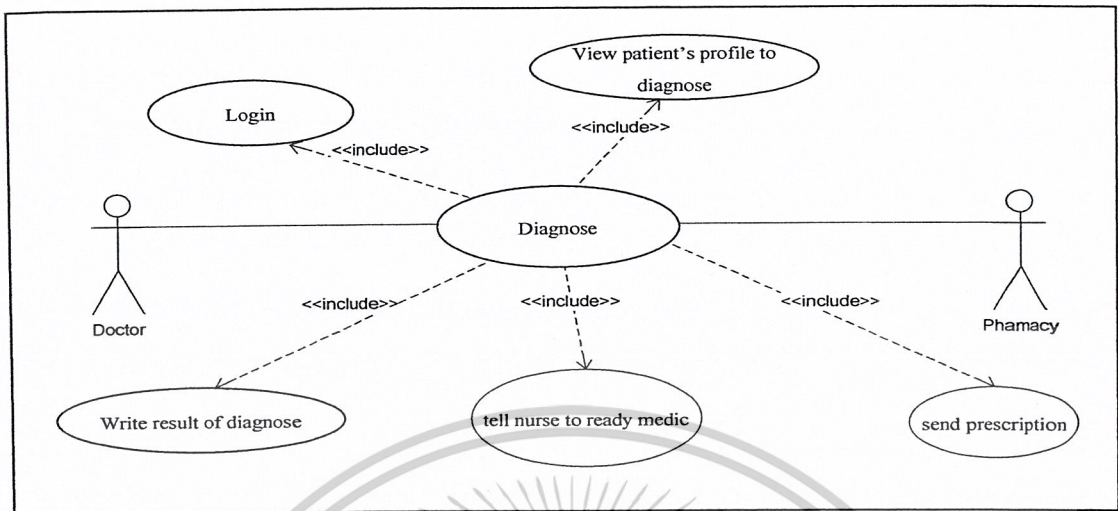 View patient's profile to
diagnose
Login
<<include>>
<<include>>
Diagnose
<<include>>
<<include>>
<<include>>
Doctor
Phamacy
Write result of diagnose
tell nurse to ready medic
send prescription